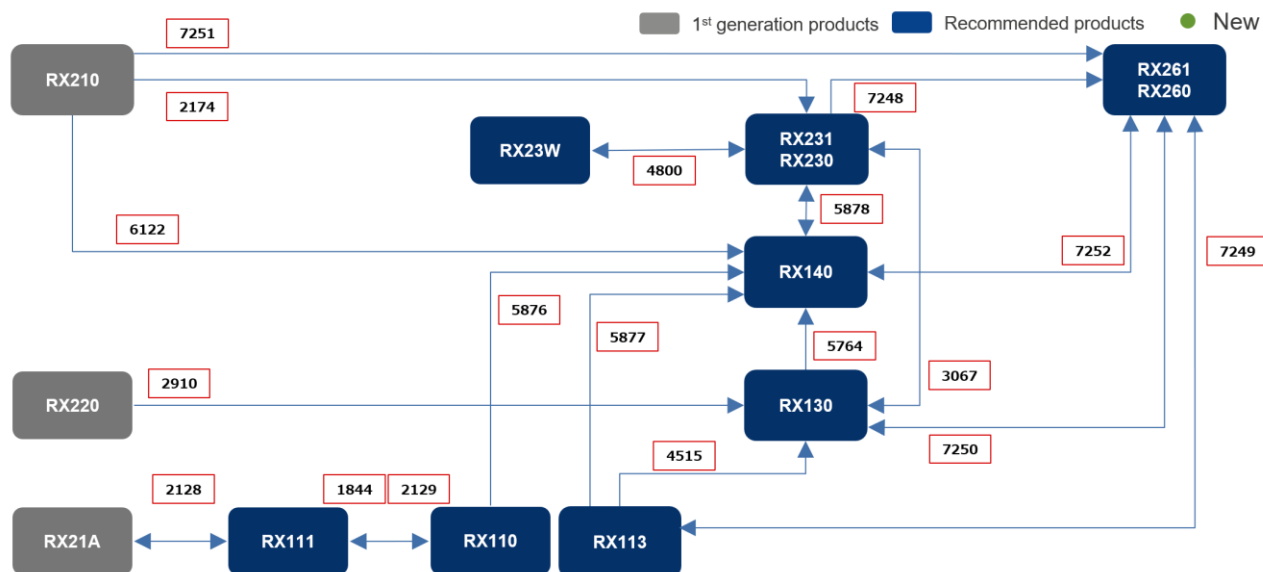 1st generation products
Recommended products
New
7251
RX210
RX261
RX260
2174
7248
RX23W
RX231
RX230
4800
5878
6122
7252
7249
RX140
5876
5877
5764
2910
3067
RX220
RX130
4515
7250
2128
1844
2129
RX21A
RX111
RX110
RX113